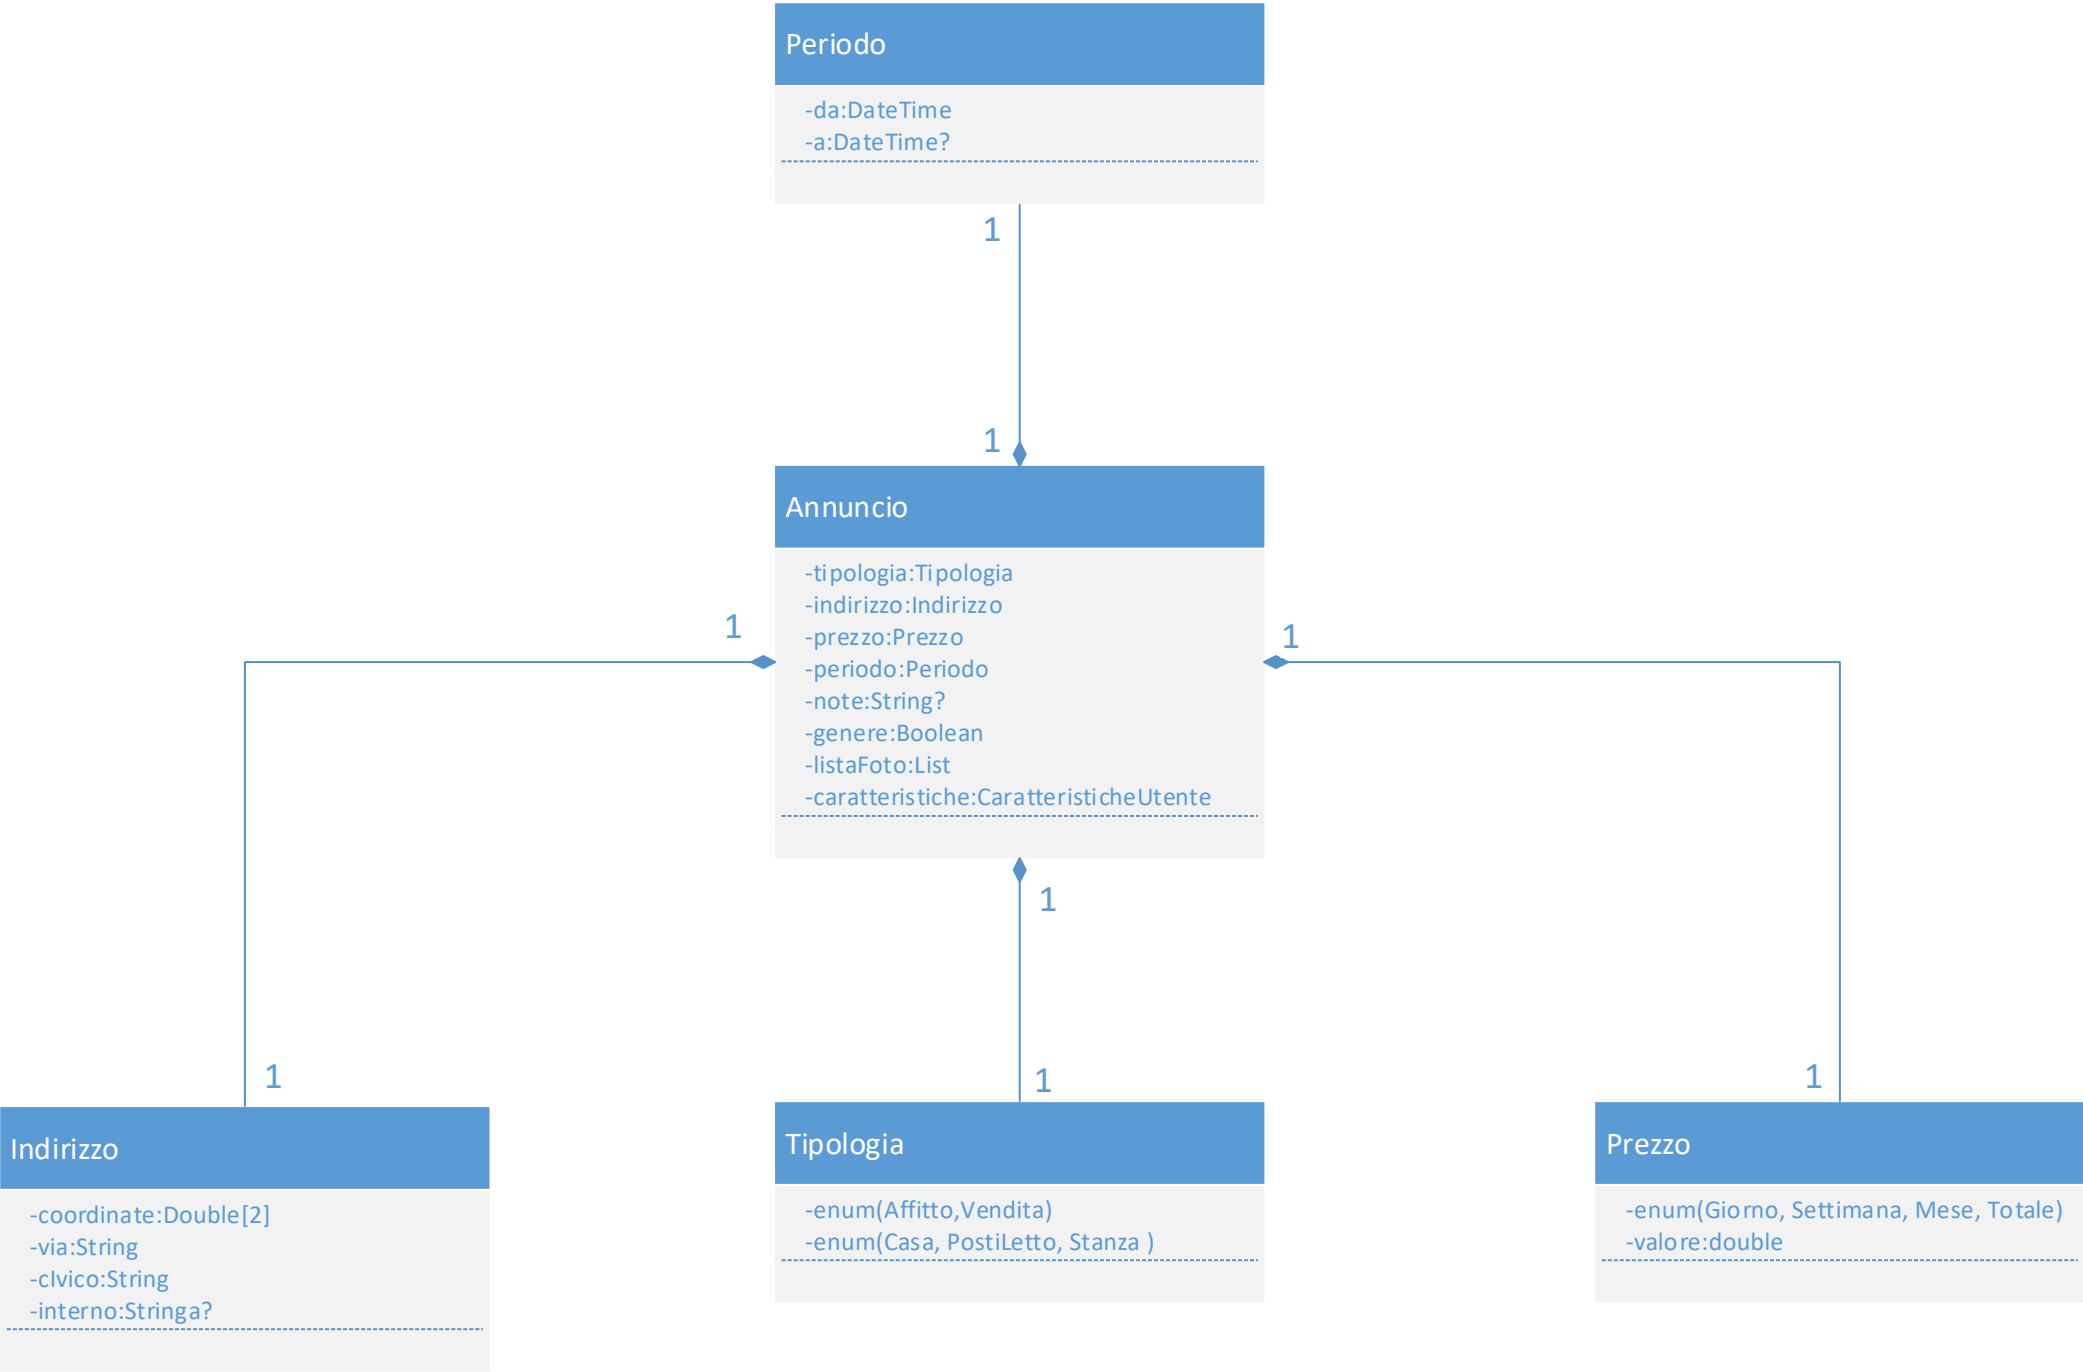 Periodo
-da:DateTime
-a:DateTime?
1
1
Annuncio
-tipologia:Tipologia
-indirizzo:Indirizzo
-prezzo:Prezzo
-periodo:Periodo
-note:String?
-genere:Boolean
-listaFoto:List
-caratteristiche:CaratteristicheUtente
1
1
1
1
1
1
Indirizzo
-coordinate:Double[2]
-via:String
-cIvico:String
-interno:Stringa?
Tipologia
-enum(Affitto,Vendita)
-enum(Casa, PostiLetto, Stanza )
Prezzo
-enum(Giorno, Settimana, Mese, Totale)
-valore:double